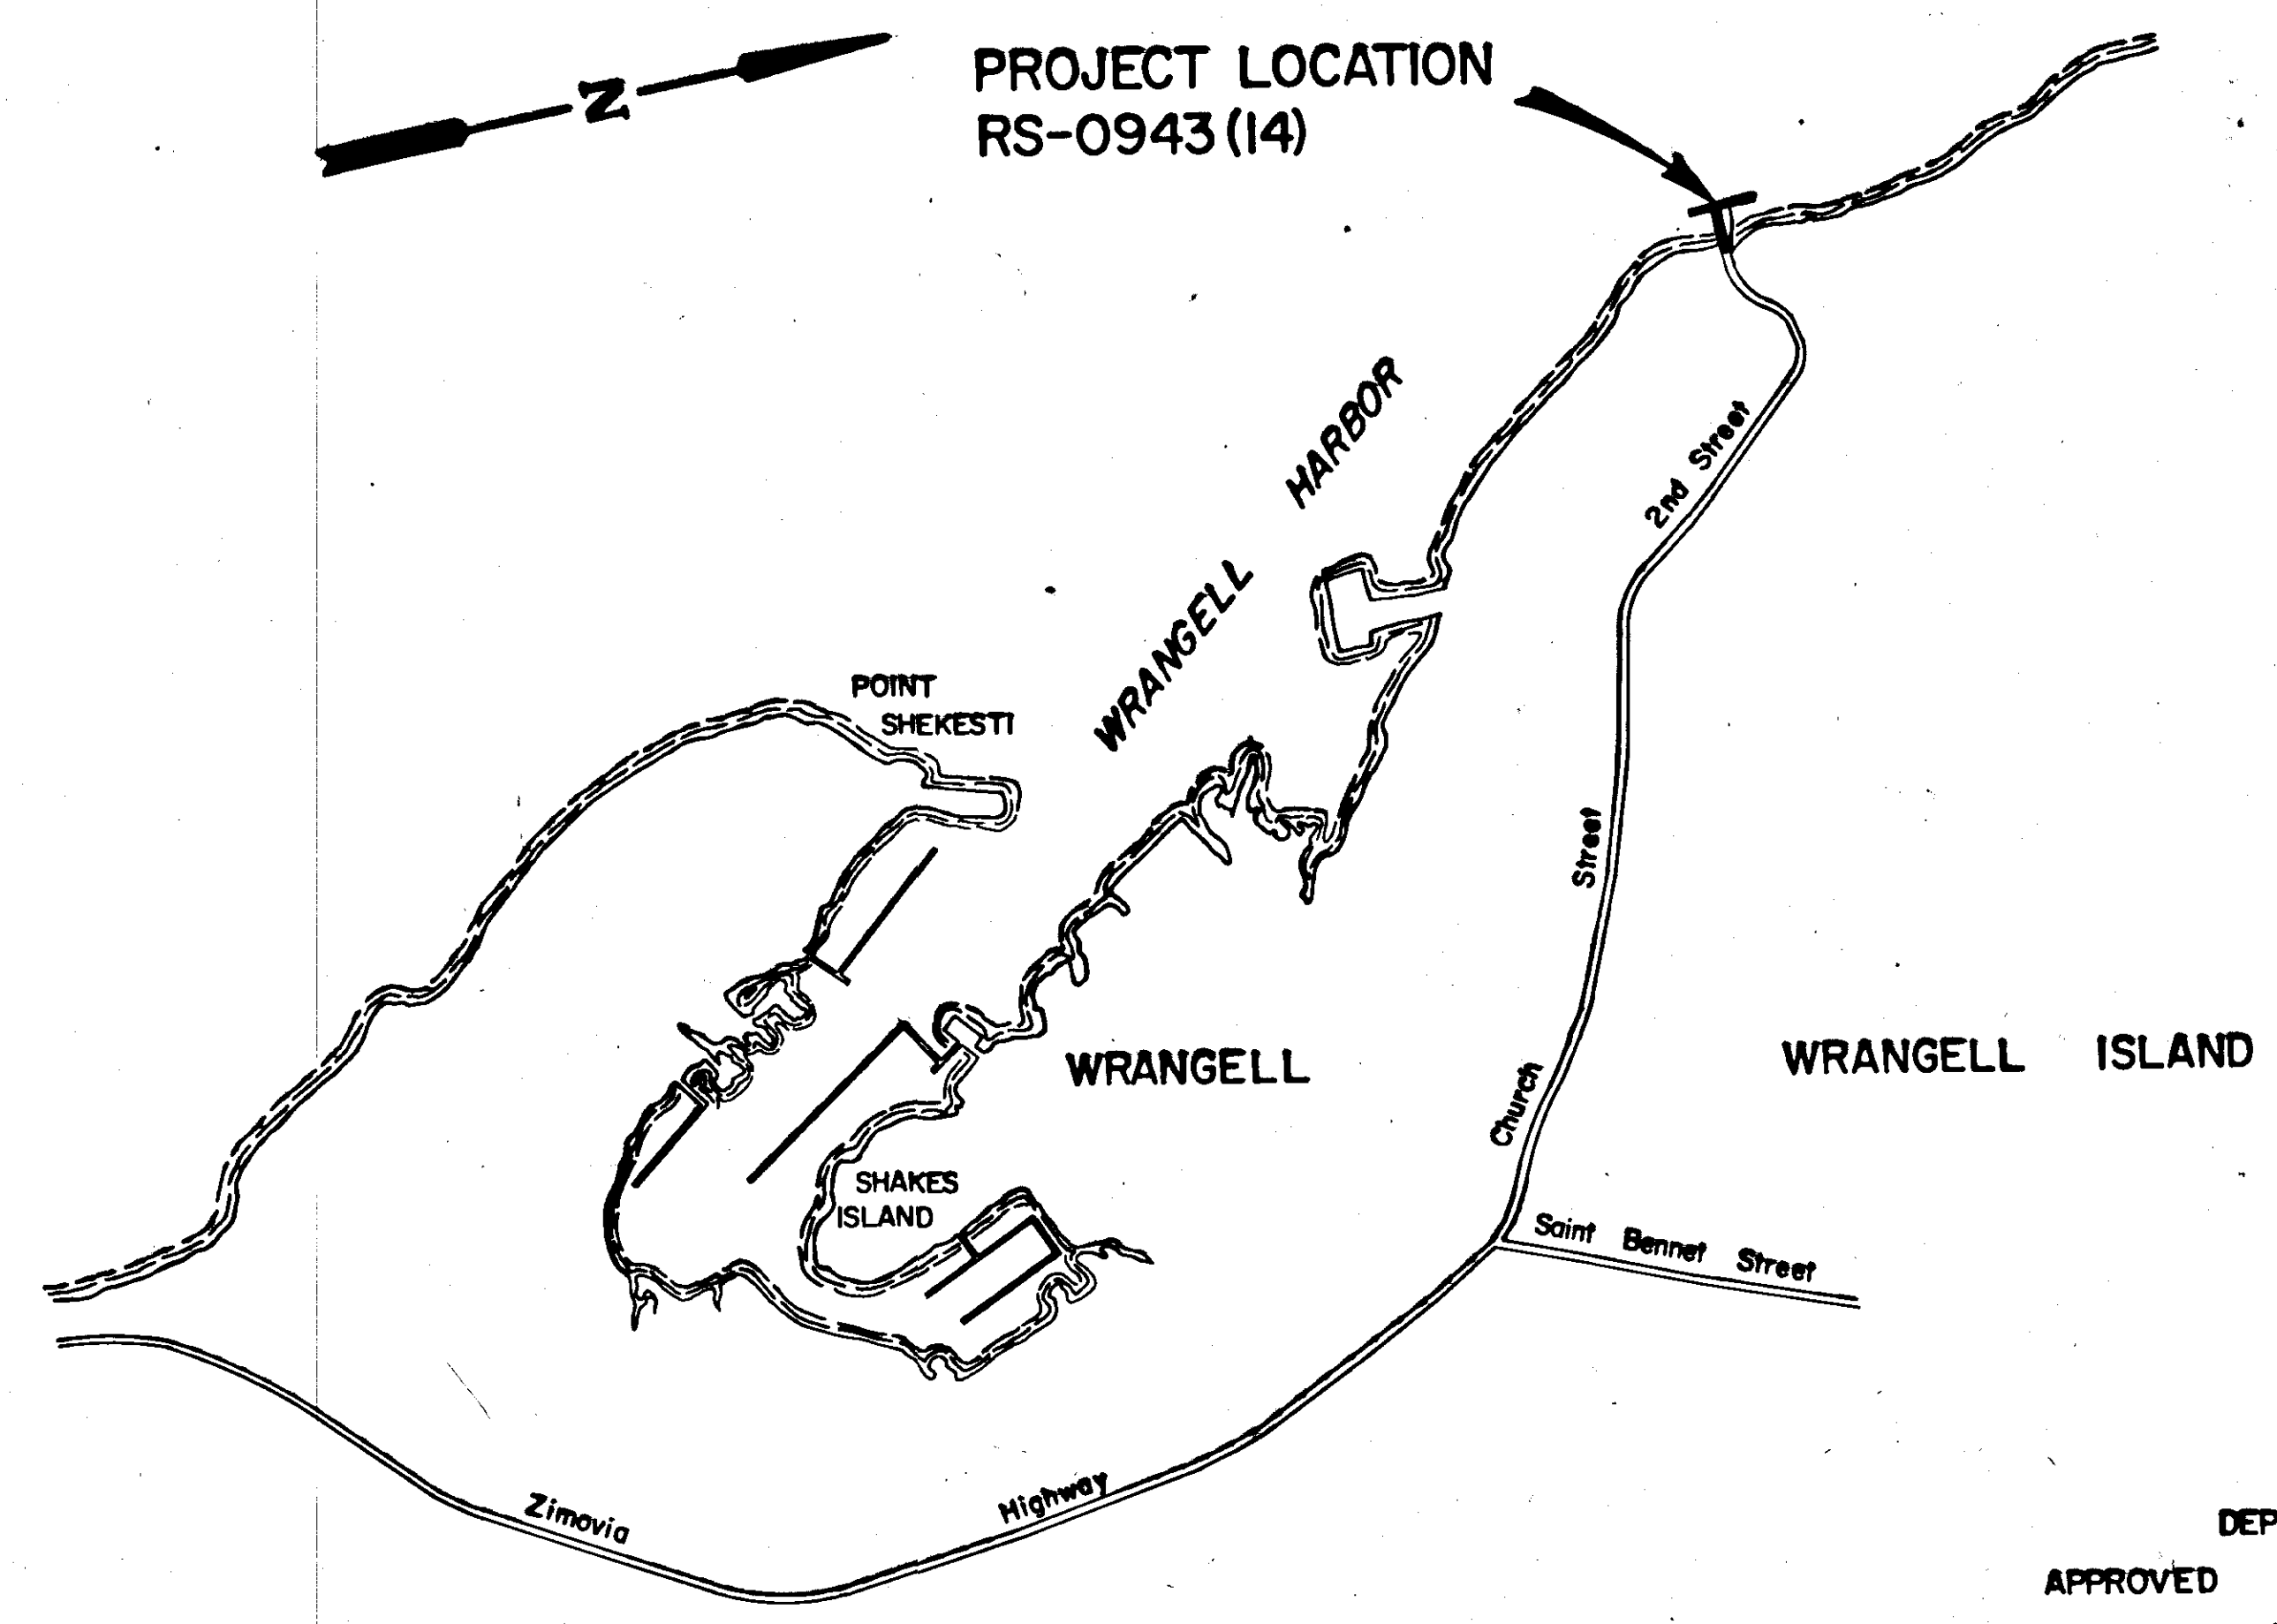 N
PROJECT LOCATION
RS-0943(14)
HARBOR
2nd Street
WRANGELL
POINT
SHEKESTI
Street
WRANGELL
WRANGELL ISLAND
Church
SHAKES
ISLAND
Saint Bennet Street
Highway
Zimovia
DEP
APPROVED